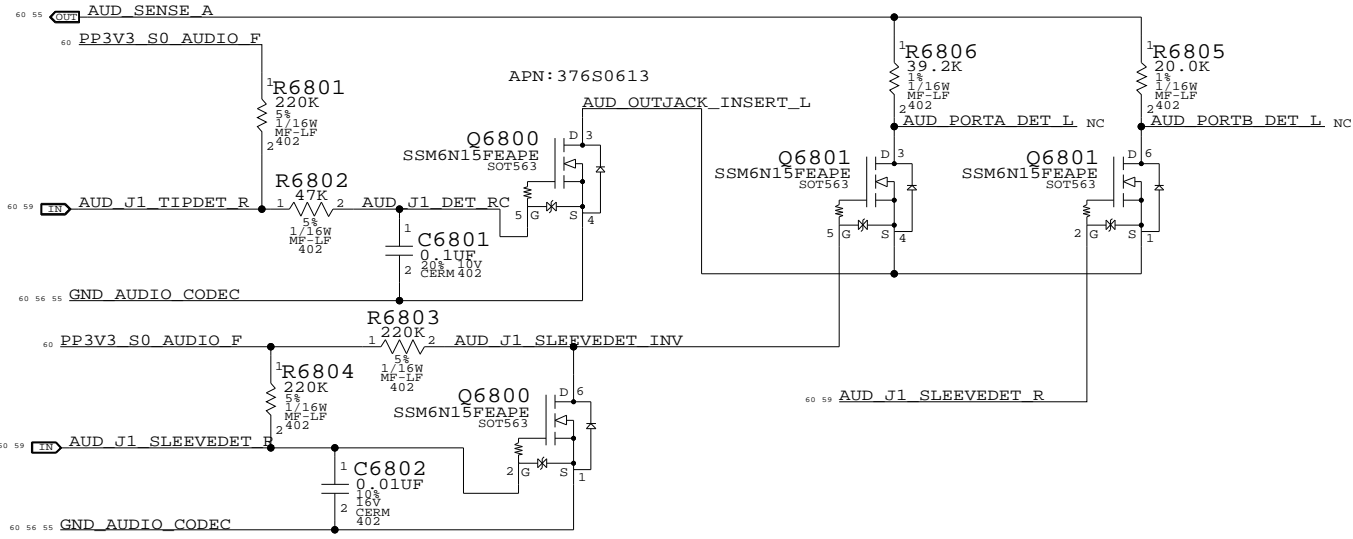 60 55 OUT AUD_SENSE_A
60 PP3V3_S0_AUDIO_F
1
R6801
220K
5%
1/16W
MF-LF
402
2
APN:376S0613
AUD_OUTJACK_INSERT_L
Q6800
SSM6N15FEAPE
SOT563
D 3
5 G S 4
R6802
47K
1 2
5%
1/16W
MF-LF
402
60 59 IN AUD_J1_TIPDET_R
AUD_J1_DET_RC
1
C6801
0.1UF
20% 10V
CERM 402
2
60 56 55 GND_AUDIO_CODEC
1
R6806
39.2K
1%
1/16W
MF-LF
402
2
AUD_PORTA_DET_L NC
Q6801
SSM6N15FEAPE
SOT563
D 3
5 G S 4
1
R6805
20.0K
1%
1/16W
MF-LF
402
2
AUD_PORTB_DET_L NC
Q6801
SSM6N15FEAPE
SOT563
D 6
2 G S 1
60 PP3V3_S0_AUDIO_F
R6803
220K
1 2
5%
1/16W
MF-LF
402
AUD_J1_SLEEVEDET_INV
1
R6804
220K
5%
1/16W
MF-LF
402
2
Q6800
SSM6N15FEAPE
SOT563
D 6
2 G S 1
60 59 AUD_J1_SLEEVEDET_R
60 59 IN AUD_J1_SLEEVEDET_R
1
C6802
0.01UF
10%
16V
CERM
402
2
60 56 55 GND_AUDIO_CODEC